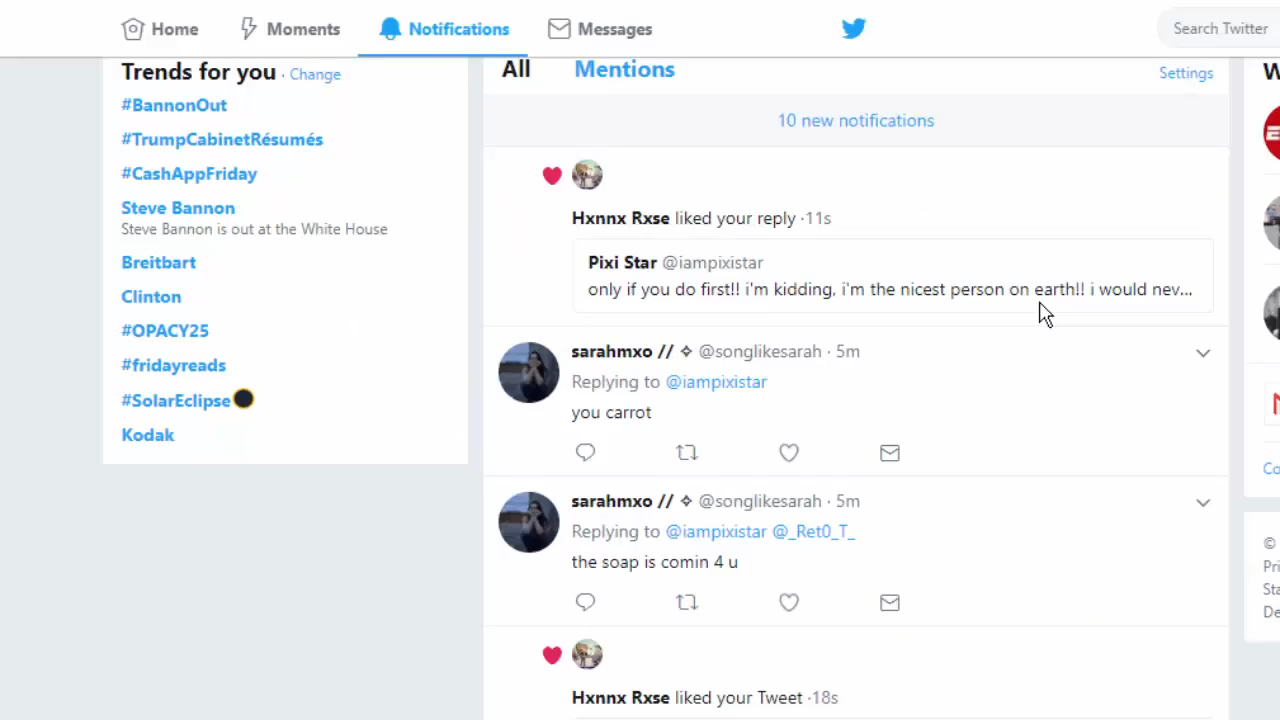 Home Moments Notifications Messages Search Twitter
Trends for you · Change
#BannonOut
#TrumpCabinetRésumés
#CashAppFriday
Steve Bannon
Steve Bannon is out at the White House
Breitbart
Clinton
#OPACY25
#fridayreads
#SolarEclipse
Kodak
All Mentions Settings
10 new notifications
Hxnnx Rxse liked your reply ·11s
Pixi Star @iampixistar
only if you do first!! i'm kidding, i'm the nicest person on earth!! i would nev...
sarahmxo // ✧ @songlikesarah · 5m
Replying to @iampixistar
you carrot
sarahmxo // ✧ @songlikesarah · 5m
Replying to @iampixistar @_Ret0_T_
the soap is comin 4 u
Hxnnx Rxse liked your Tweet ·18s
W
Co
©
Pri
Sta
De